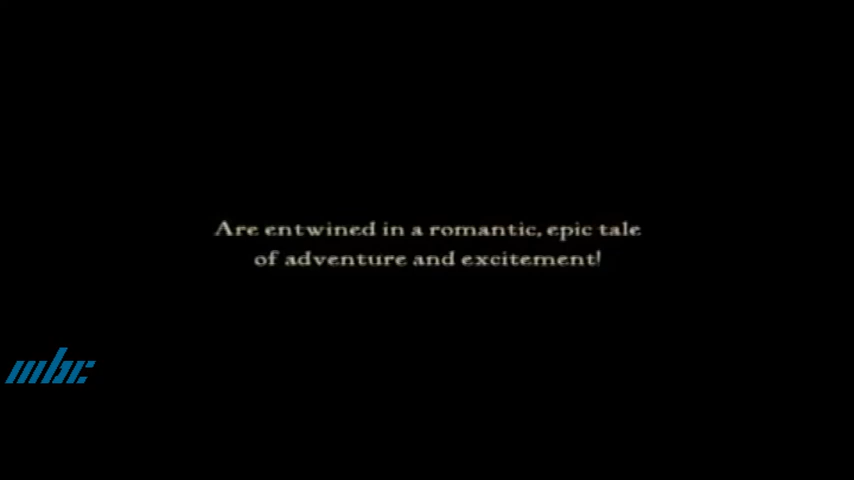 Are entwined in a romantic, epic tale
of adventure and excitement!
mbc